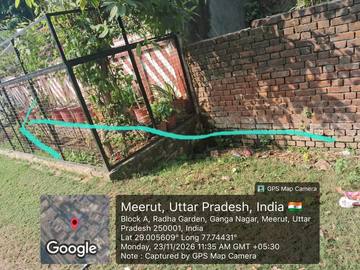 GPS Map Camera
Meerut, Uttar Pradesh, India
Block A, Radha Garden, Ganga Nagar, Meerut, Uttar
Pradesh 250001, India
Lat 29.005609° Long 77.74431°
Monday, 23/11/2026 11:35 AM GMT +05:30
Note : Captured by GPS Map Camera
Google